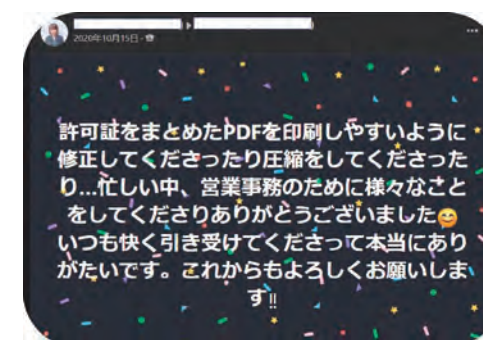 2020年10月15日
許可証をまとめたPDFを印刷しやすいように
修正してくださったり圧縮をしてくださった
り...忙しい中、営業事務のために様々なこと
をしてくださりありがとうございました😄
いつも快く引き受けてくださって本当にあり
がたいです。これからもよろしくお願いしま
す!!